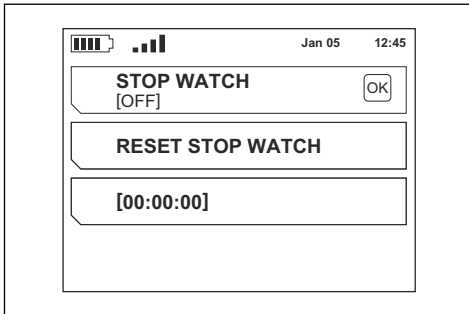 Jan 05 12:45
STOP WATCH
[OFF]
OK
RESET STOP WATCH
[00:00:00]